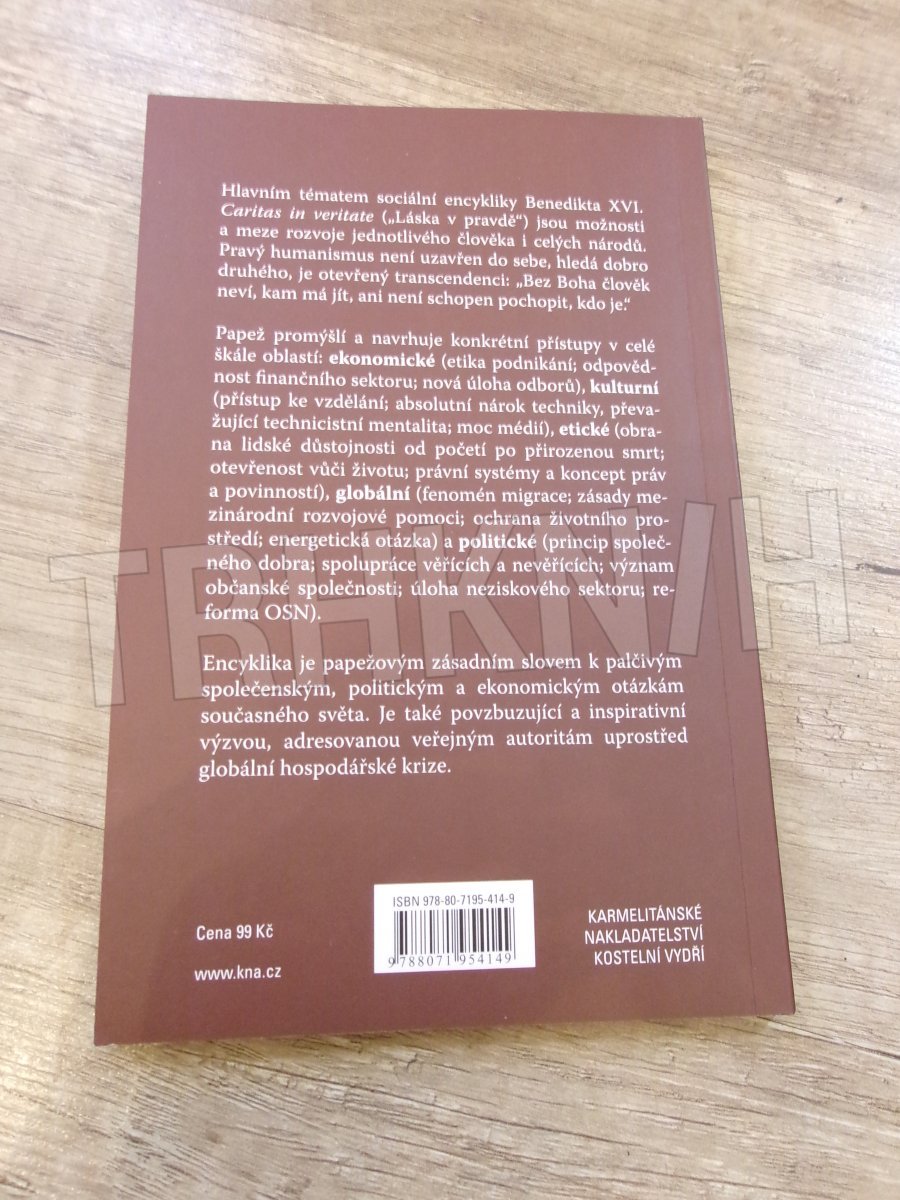 Hlavním tématem sociální encykliky Benedikta XVI.
Caritas in veritate („Láska v pravdě“) jsou možnosti
a meze rozvoje jednotlivého člověka i celých národů.
Pravý humanismus není uzavřen do sebe, hledá dobro
druhého, je otevřený transcendenci: „Bez Boha člověk
neví, kam má jít, ani není schopen pochopit, kdo je.“
Papež promýšlí a navrhuje konkrétní přístupy v celé
škále oblastí: ekonomické (etika podnikání; odpověd-
nost finančního sektoru; nová úloha odborů), kulturní
(přístup ke vzdělání; absolutní nárok techniky, převa-
žující technicistní mentalita; moc médií), etické (obra-
na lidské důstojnosti od početí po přirozenou smrt;
otevřenost vůči životu; právní systémy a koncept práv
a povinností), globální (fenomén migrace; zásady me-
zinárodní rozvojové pomoci; ochrana životního pro-
středí; energetická otázka) a politické (princip společ-
ného dobra; spolupráce věřících a nevěřících; význam
občanské společnosti; úloha neziskového sektoru; re-
forma OSN).
Encyklika je papežovým zásadním slovem k palčivým
společenským, politickým a ekonomickým otázkám
současného světa. Je také povzbuzující a inspirativní
výzvou, adresovanou veřejným autoritám uprostřed
globální hospodářské krize.
Cena 99 Kč
www.kna.cz
ISBN 978-80-7195-414-9
9788071954149
KARMELITÁNSKÉ
NAKLADATELSTVÍ
KOSTELNÍ VYDŘÍ
TRHKNIH